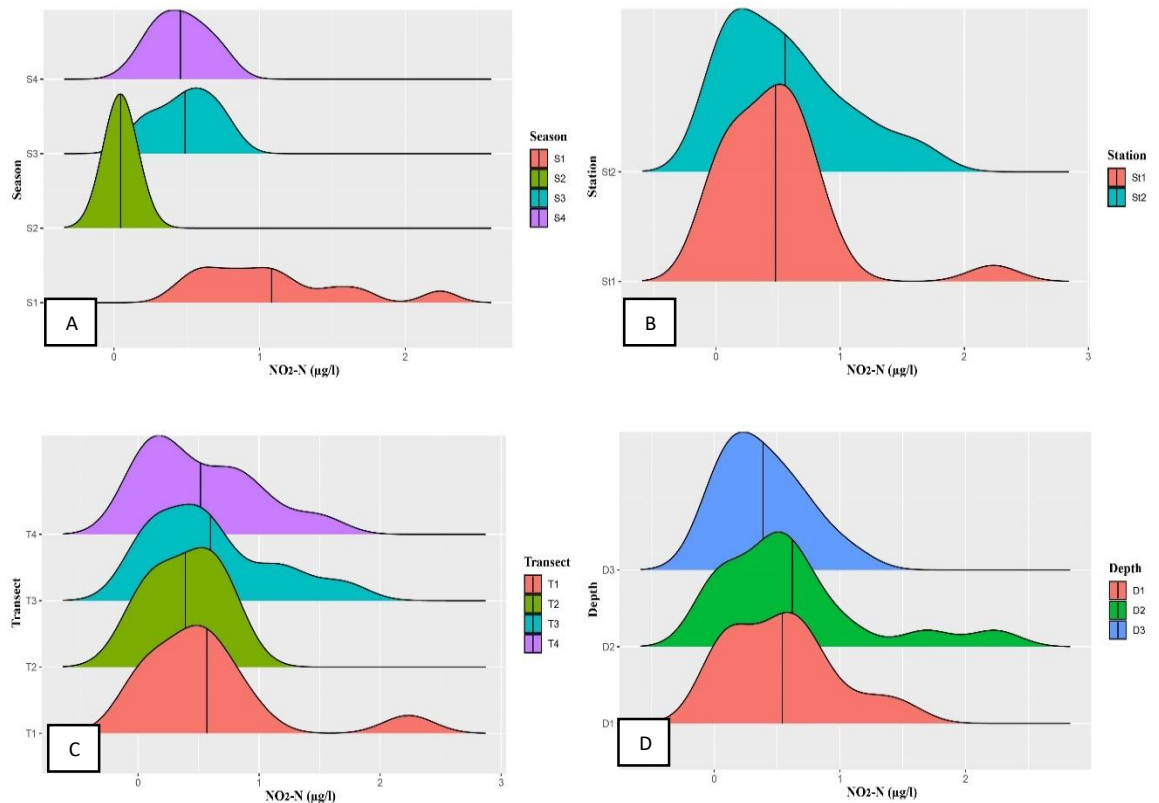 S4
S3
S2
S1
Season
0
1
2
NO2-N (µg/l)
Season
S1
S2
S3
S4
A
St2
St1
Station
0
1
2
3
NO2-N (µg/l)
Station
St1
St2
B
T4
T3
T2
T1
Transect
0
1
2
3
NO2-N (µg/l)
Transect
T1
T2
T3
T4
C
D3
D2
D1
Depth
0
1
2
NO2-N (µg/l)
Depth
D1
D2
D3
D